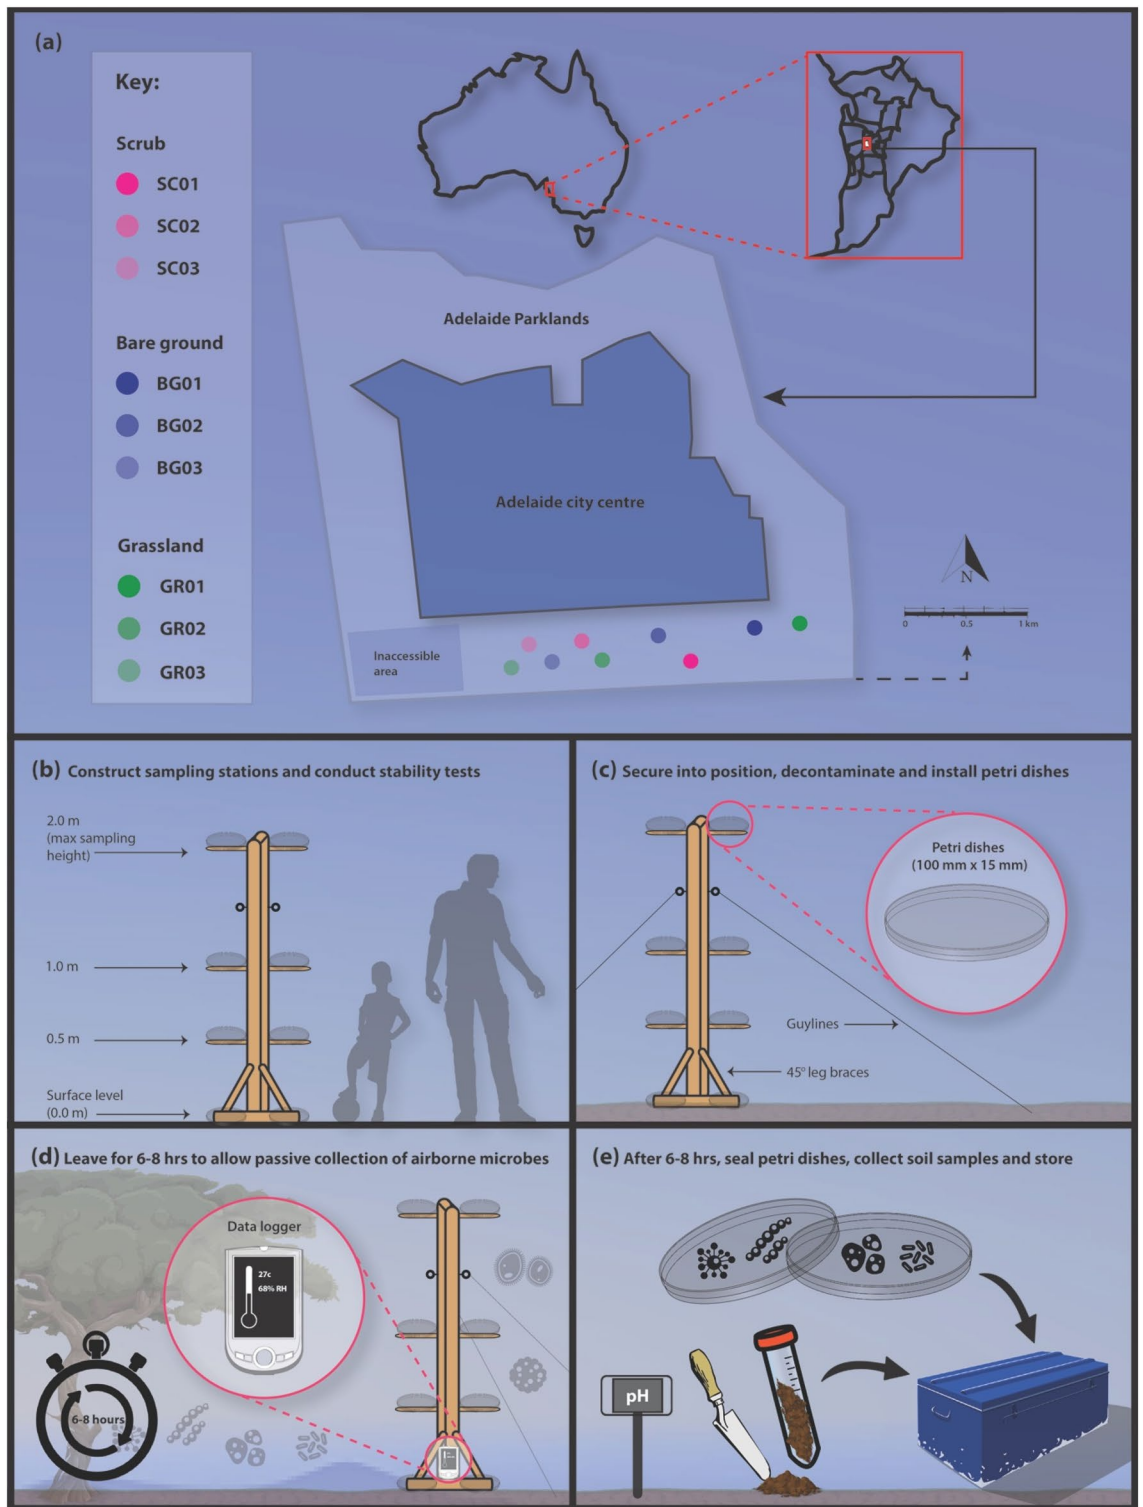 (a)
Key:
Scrub
SC01
SC02
SC03
Bare ground
BG01
BG02
BG03
Grassland
GR01
GR02
GR03
Adelaide Parklands
Adelaide city centre
Inaccessible
area
N
0 0.5 1 km
(b) Construct sampling stations and conduct stability tests
2.0 m
(max sampling
height)
1.0 m
0.5 m
Surface level
(0.0 m)
(c) Secure into position, decontaminate and install petri dishes
Petri dishes
(100 mm x 15 mm)
Guylines
45° leg braces
(d) Leave for 6-8 hrs to allow passive collection of airborne microbes
Data logger
27c
68% RH
6-8 hours
(e) After 6-8 hrs, seal petri dishes, collect soil samples and store
pH